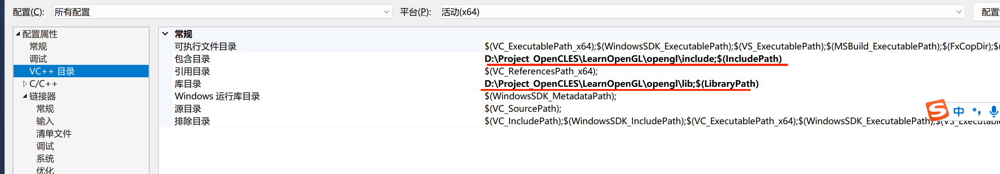 配置(C): 所有配置 平台(P): 活动(x64) 配置
配置属性
常规
调试
VC++ 目录
C/C++
链接器
常规
输入
清单文件
调试
系统
优化
常规
可执行文件目录 $(VC_ExecutablePath_x64);$(WindowsSDK_ExecutablePath);$(VS_ExecutablePath);$(MSBuild_ExecutablePath);$(FxCopDir);$(
包含目录 D:\Project_OpenCLES\LearnOpenGL\opengl\include;$(IncludePath)
引用目录 $(VC_ReferencesPath_x64);
库目录 D:\Project_OpenCLES\LearnOpenGL\opengl\lib;$(LibraryPath)
Windows 运行库目录 $(WindowsSDK_MetadataPath);
源目录 $(VC_SourcePath);
排除目录 $(VC_IncludePath);$(WindowsSDK_IncludePath);$(VC_ExecutablePath_x64);$(WindowsSDK_ExecutablePath);$(VS_Executable
S 中 °,